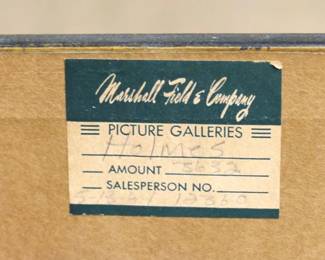 Marshall Field & Company
PICTURE GALLERIES
Holmes
AMOUNT
SALESPERSON NO.